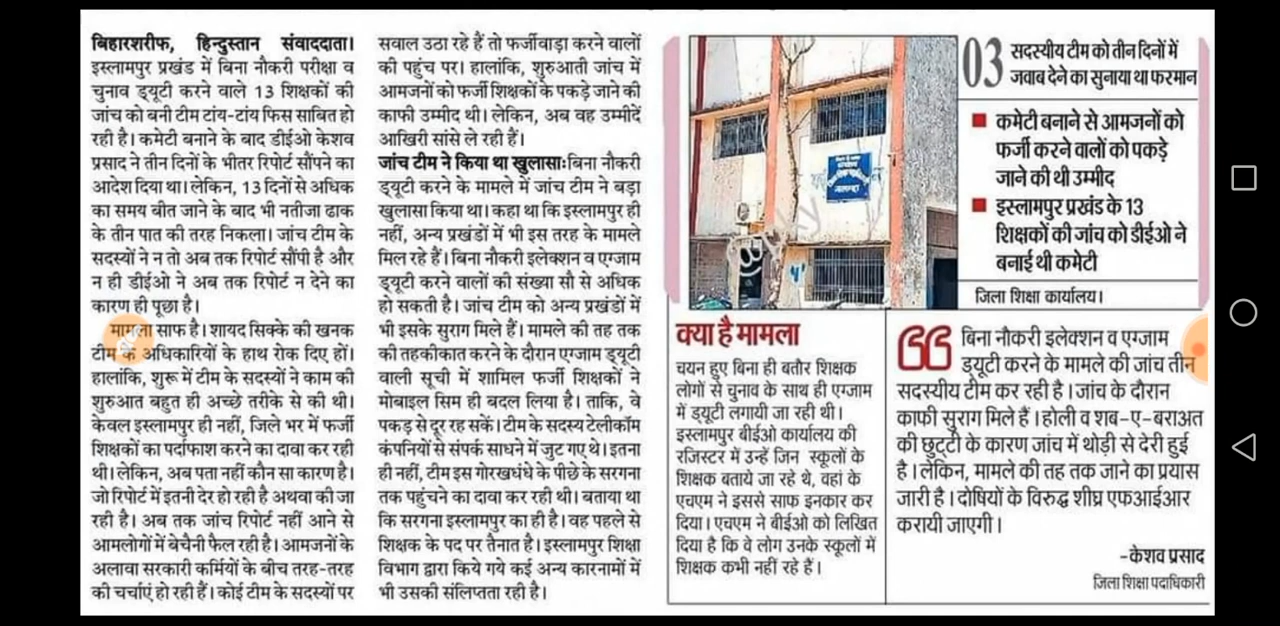 बिहारशरीफ, हिन्दुस्तान संवाददाता।
इस्लामपुर प्रखंड में बिना नौकरी परीक्षा व
चुनाव ड्यूटी करने वाले 13 शिक्षकों की
जांच को बनी टीम टांय-टांय फिस साबित हो
रही है। कमेटी बनाने के बाद डीईओ केशव
प्रसाद ने तीन दिनों के भीतर रिपोर्ट सौंपने का
आदेश दिया था। लेकिन, 13 दिनों से अधिक
का समय बीत जाने के बाद भी नतीजा ढाक
के तीन पात की तरह निकला। जांच टीम के
सदस्यों ने न तो अब तक रिपोर्ट सौंपी है और
न ही डीईओ ने अब तक रिपोर्ट न देने का
कारण ही पूछा है।
मामला साफ है। शायद सिक्के की खनक
टीम के अधिकारियों के हाथ रोक दिए हों।
हालांकि, शुरू में टीम के सदस्यों ने काम की
शुरुआत बहुत ही अच्छे तरीके से की थी।
केवल इस्लामपुर ही नहीं, जिले भर में फर्जी
शिक्षकों का पर्दाफाश करने का दावा कर रही
थी। लेकिन, अब पता नहीं कौन सा कारण है।
जो रिपोर्ट में इतनी देर हो रही है अथवा की जा
रही है। अब तक जांच रिपोर्ट नहीं आने से
आमलोगों में बेचैनी फैल रही है। आमजनों के
अलावा सरकारी कर्मियों के बीच तरह-तरह
की चर्चाएं हो रही हैं। कोई टीम के सदस्यों पर
सवाल उठा रहे हैं तो फर्जीवाड़ा करने वालों
की पहुंच पर। हालांकि, शुरुआती जांच में
आमजनों को फर्जी शिक्षकों के पकड़े जाने की
काफी उम्मीद थी। लेकिन, अब वह उम्मीदें
आखिरी सांसे ले रही हैं।
जांच टीम ने किया था खुलासाः बिना नौकरी
ड्यूटी करने के मामले में जांच टीम ने बड़ा
खुलासा किया था। कहा था कि इस्लामपुर ही
नहीं, अन्य प्रखंडों में भी इस तरह के मामले
मिल रहे हैं। बिना नौकरी इलेक्शन व एग्जाम
ड्यूटी करने वालों की संख्या सौ से अधिक
हो सकती है। जांच टीम को अन्य प्रखंडों में
भी इसके सुराग मिले हैं। मामले की तह तक
की तहकीकात करने के दौरान एग्जाम ड्यूटी
वाली सूची में शामिल फर्जी शिक्षकों ने
मोबाइल सिम ही बदल लिया है। ताकि, वे
पकड़ से दूर रह सकें। टीम के सदस्य टेलीकॉम
कंपनियों से संपर्क साधने में जुट गए थे। इतना
ही नहीं, टीम इस गोरखधंधे के पीछे के सरगना
तक पहुंचने का दावा कर रही थी। बताया था
कि सरगना इस्लामपुर का ही है। वह पहले से
शिक्षक के पद पर तैनात है। इस्लामपुर शिक्षा
विभाग द्वारा किये गये कई अन्य कारनामों में
भी उसकी संलिप्तता रही है।
03 सदस्यीय टीम को तीन दिनों में
जवाब देने का सुनाया था फरमान
कमेटी बनाने से आमजनों को
फर्जी करने वालों को पकड़े
जाने की थी उम्मीद
इस्लामपुर प्रखंड के 13
शिक्षकों की जांच को डीईओ ने
बनाई थी कमेटी
जिला शिक्षा कार्यालय।
क्या है मामला
चयन हुए बिना ही बतौर शिक्षक
लोगों से चुनाव के साथ ही एग्जाम
में ड्यूटी लगायी जा रही थी।
इस्लामपुर बीईओ कार्यालय की
रजिस्टर में उन्हें जिन स्कूलों के
शिक्षक बताये जा रहे थे, वहां के
एचएम ने इससे साफ इनकार कर
दिया। एचएम ने बीईओ को लिखित
दिया है कि वे लोग उनके स्कूलों में
शिक्षक कभी नहीं रहे हैं।
बिना नौकरी इलेक्शन व एग्जाम
ड्यूटी करने के मामले की जांच तीन
सदस्यीय टीम कर रही है। जांच के दौरान
काफी सुराग मिले हैं। होली व शब-ए-बराअत
की छुट्टी के कारण जांच में थोड़ी से देरी हुई
है। लेकिन, मामले की तह तक जाने का प्रयास
जारी है। दोषियों के विरुद्ध शीघ्र एफआईआर
करायी जाएगी।
-केशव प्रसाद
जिला शिक्षा पदाधिकारी